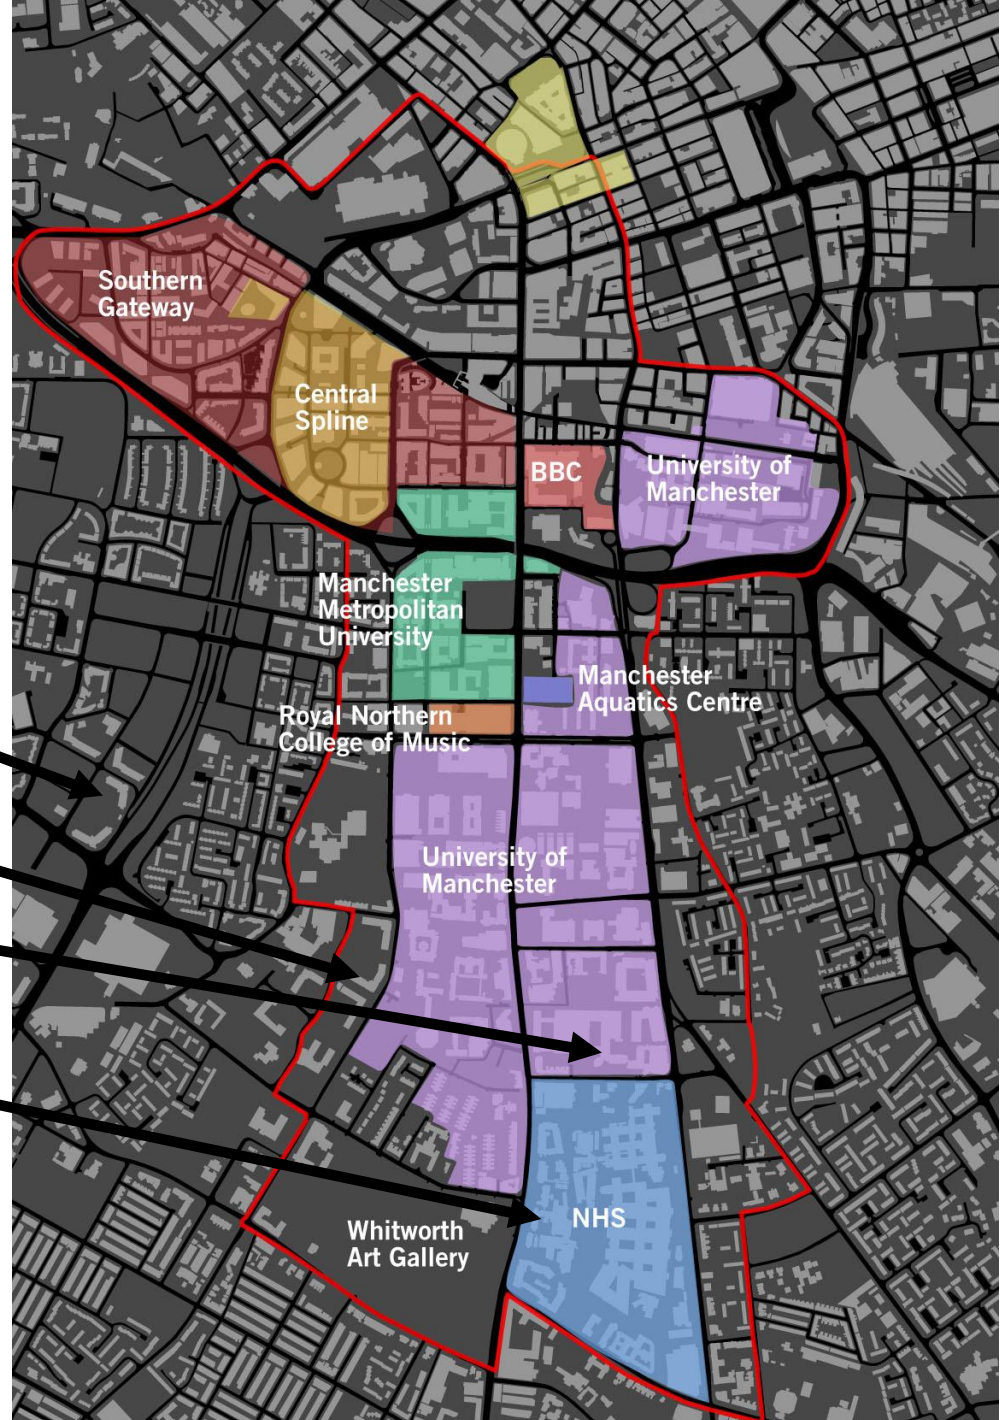 Southern
Gateway
Central
Spline
BBC
University of
Manchester
Manchester
Metropolitan
University
Manchester
Aquatics Centre
Royal Northern
College of Music
University of
Manchester
NHS
Whitworth
Art Gallery